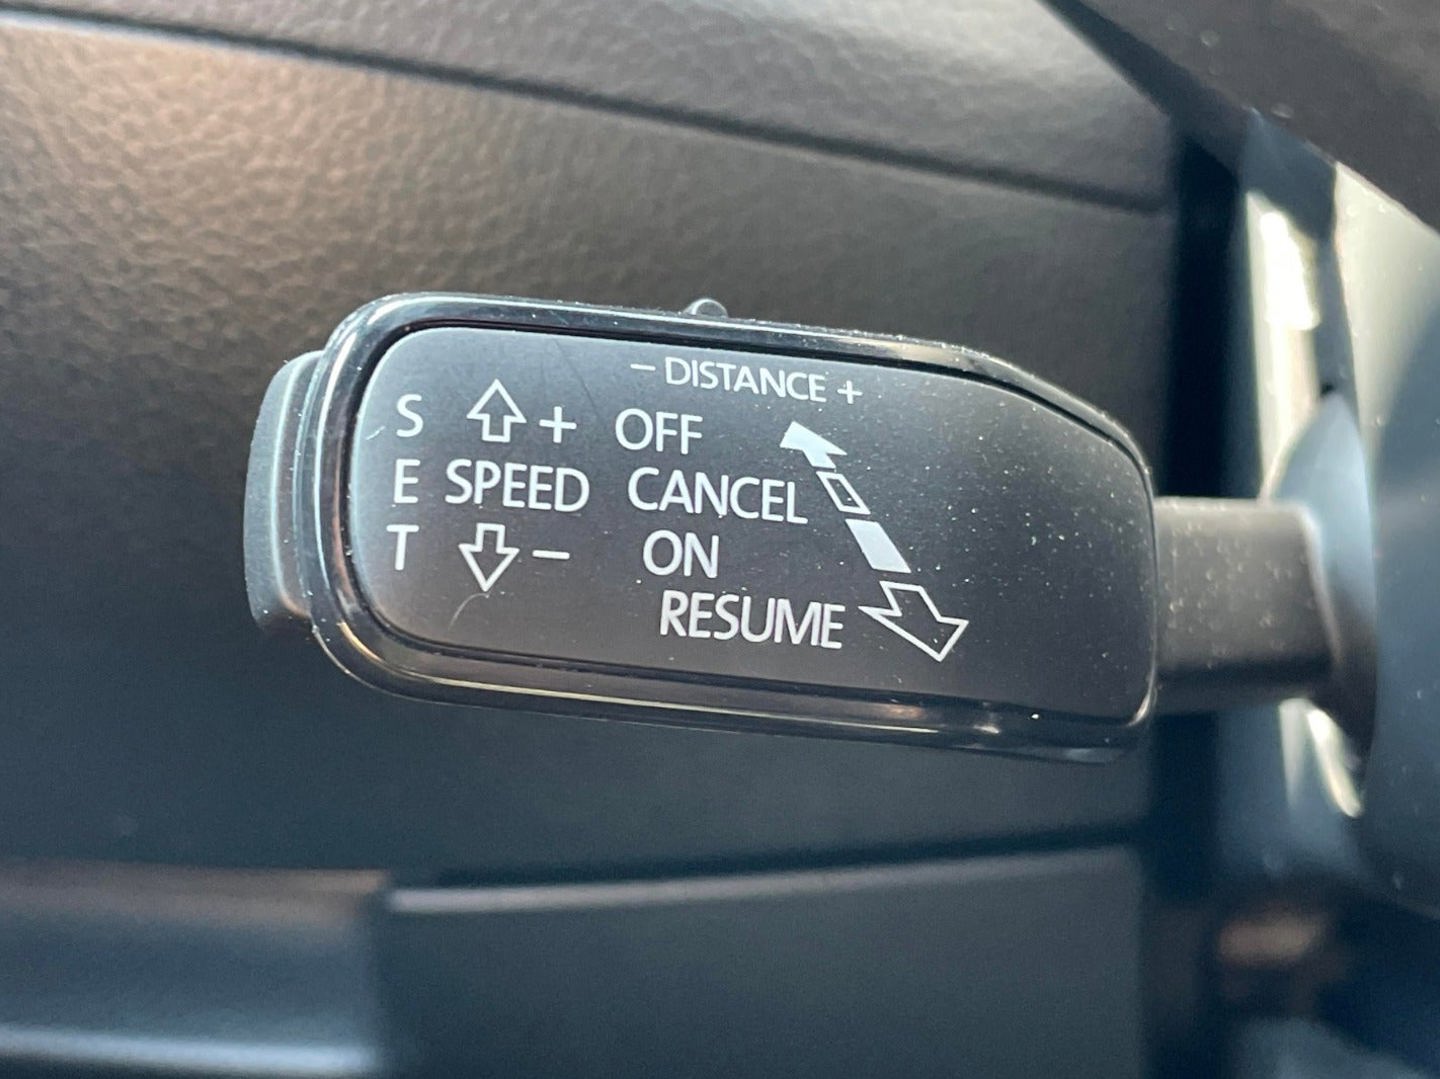 - DISTANCE +
S + OFF
E SPEED CANCEL
T - ON
RESUME